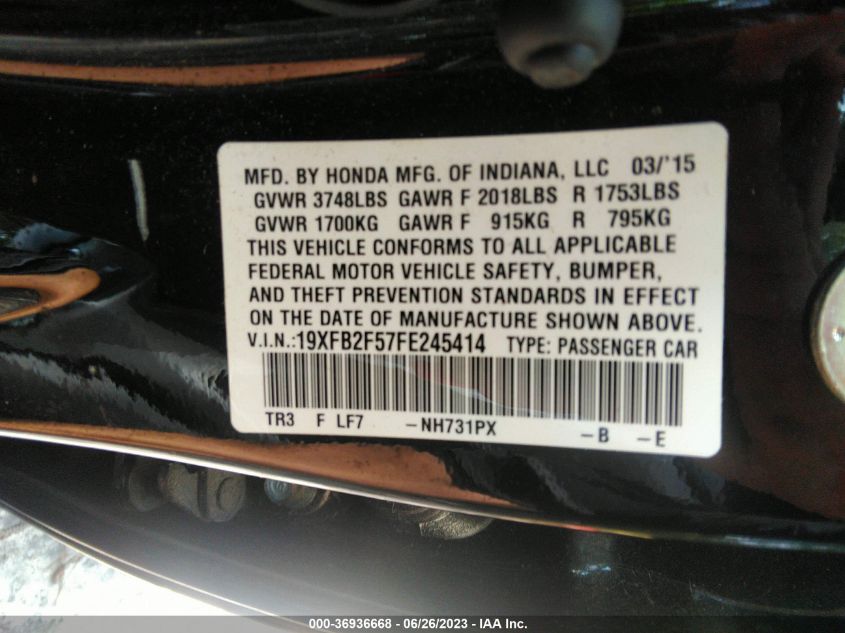 MFD. BY HONDA MFG. OF INDIANA, LLC 03/'15
GVWR 3748LBS GAWR F 2018LBS R 1753LBS
GVWR 1700KG GAWR F 915KG R 795KG
THIS VEHICLE CONFORMS TO ALL APPLICABLE
FEDERAL MOTOR VEHICLE SAFETY, BUMPER,
AND THEFT PREVENTION STANDARDS IN EFFECT
ON THE DATE OF MANUFACTURE SHOWN ABOVE.
V.I.N.:19XFB2F57FE245414 TYPE: PASSENGER CAR
TR3 F LF7 -NH731PX -B -E
000-36936668 - 06/26/2023 - IAA Inc.